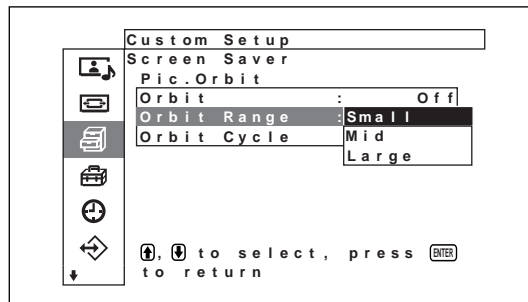 Custom Setup
Screen Saver
Pic.Orbit
Orbit : Off
Orbit Range : Small
Orbit Cycle Mid
Large
, to select, press ENTER
to return